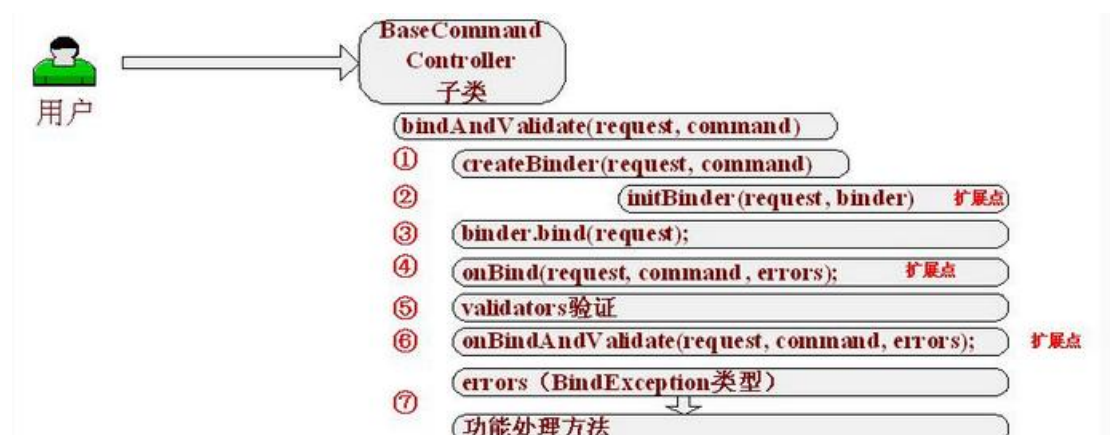 BaseCommand
Controller
子类
用户
bindAndValidate(request, command)
① createBinder(request, command)
② initBinder(request, binder) 扩展点
③ binder.bind(request);
④ onBind(request, command, errors); 扩展点
⑤ validators验证
⑥ onBindAndValidate(request, command, errors); 扩展点
errors（BindException类型）
⑦
功能处理方法